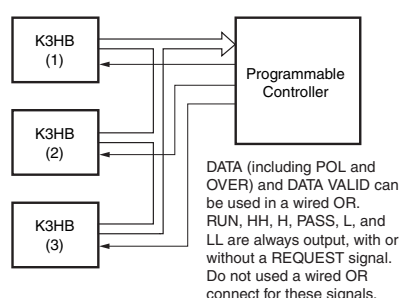 K3HB
(1)
K3HB
(2)
K3HB
(3)
Programmable
Controller
DATA (including POL and
OVER) and DATA VALID can
be used in a wired OR.
RUN, HH, H, PASS, L, and
LL are always output, with or
without a REQUEST signal.
Do not used a wired OR
connect for these signals.